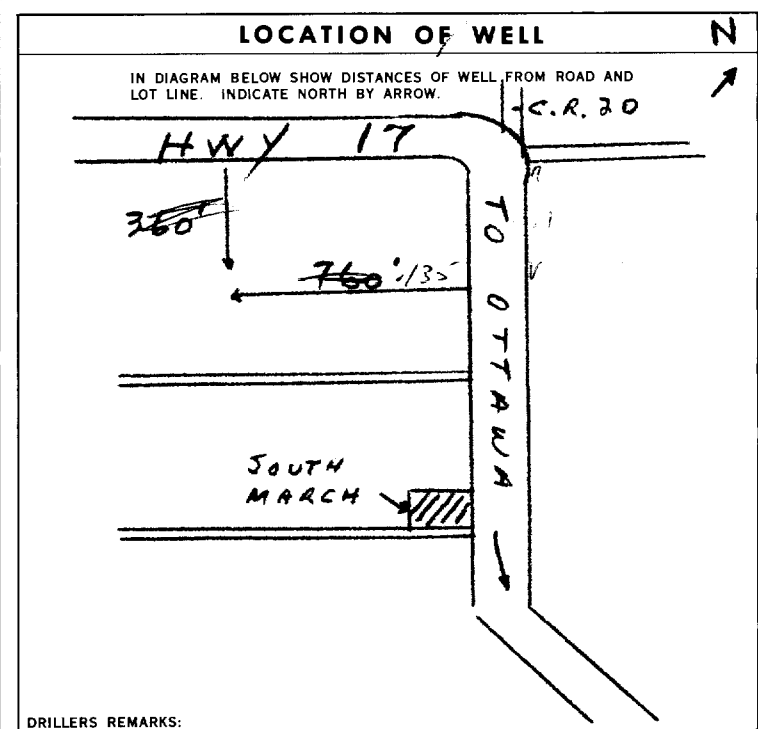 LOCATION OF WELL
N
IN DIAGRAM BELOW SHOW DISTANCES OF WELL FROM ROAD AND
LOT LINE. INDICATE NORTH BY ARROW.
C.R. 20
HWY 17
360'
760' 135
TO OTTAWA
SOUTH
MARCH
DRILLERS REMARKS: